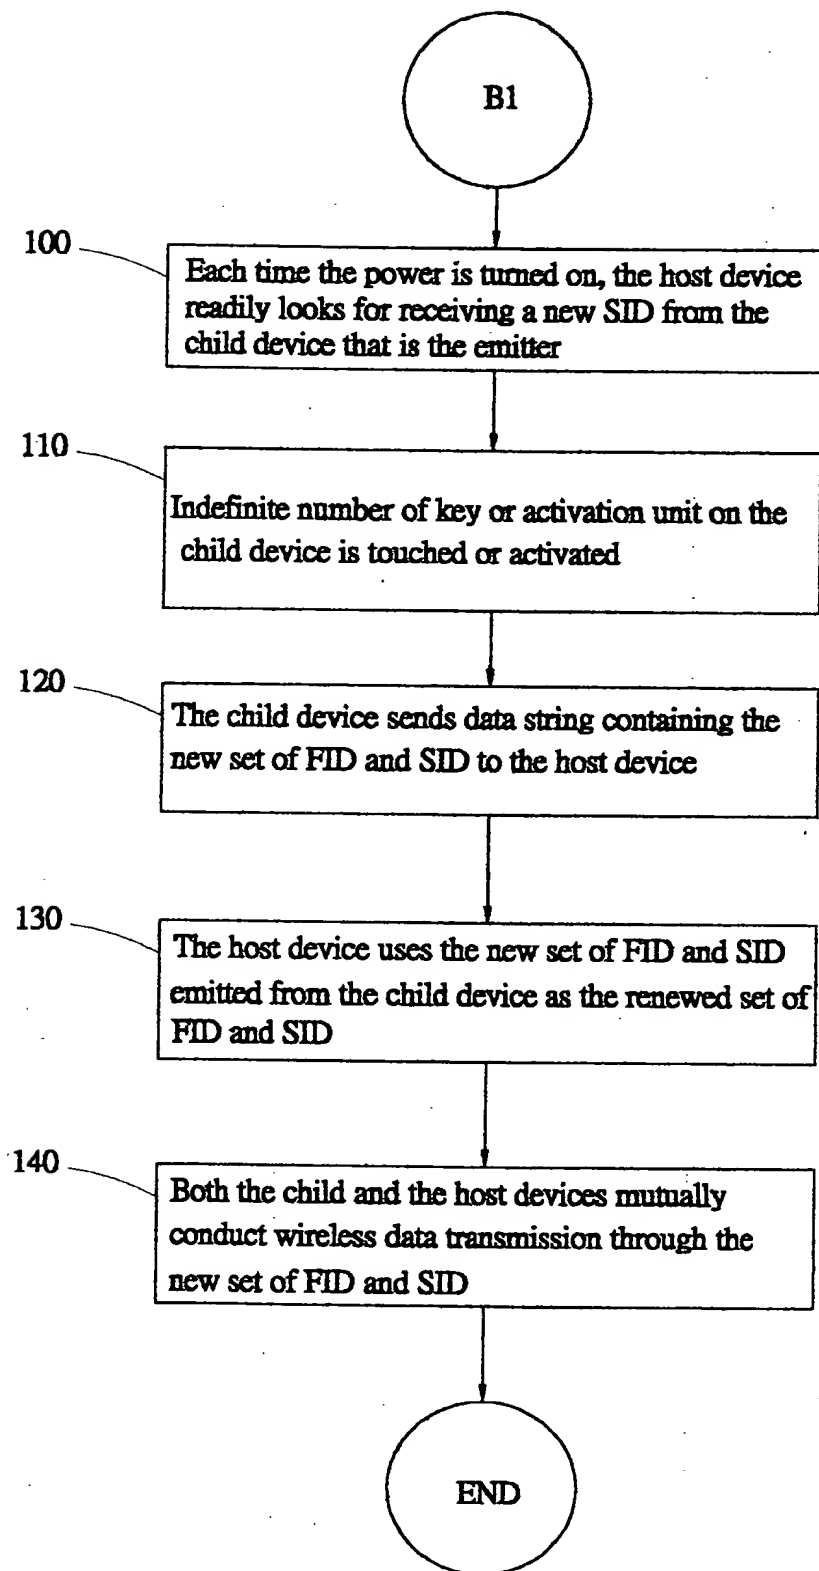 B1
100
Each time the power is turned on, the host device
readily looks for receiving a new SID from the
child device that is the emitter
110
Indefinite number of key or activation unit on the
child device is touched or activated
120
The child device sends data string containing the
new set of FID and SID to the host device
130
The host device uses the new set of FID and SID
emitted from the child device as the renewed set of
FID and SID
140
Both the child and the host devices mutually
conduct wireless data transmission through the
new set of FID and SID
END